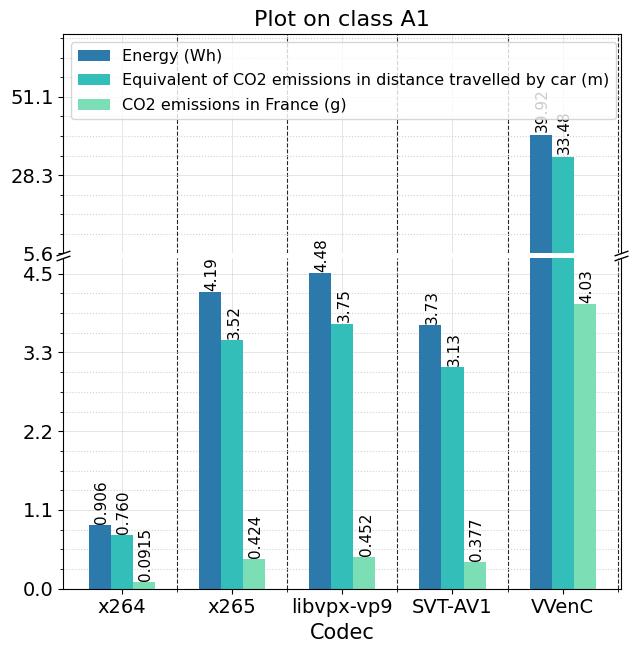 Plot on class A1
Energy (Wh)
Equivalent of CO2 emissions in distance travelled by car (m)
CO2 emissions in France (g)
51.1
28.3
5.6
4.5
3.3
2.2
1.1
0.0
0.906
0.760
0.0915
4.19
3.52
0.424
4.48
3.75
0.452
3.73
3.13
0.377
39.92
33.48
4.03
x264
x265
libvpx-vp9
SVT-AV1
VVenC
Codec